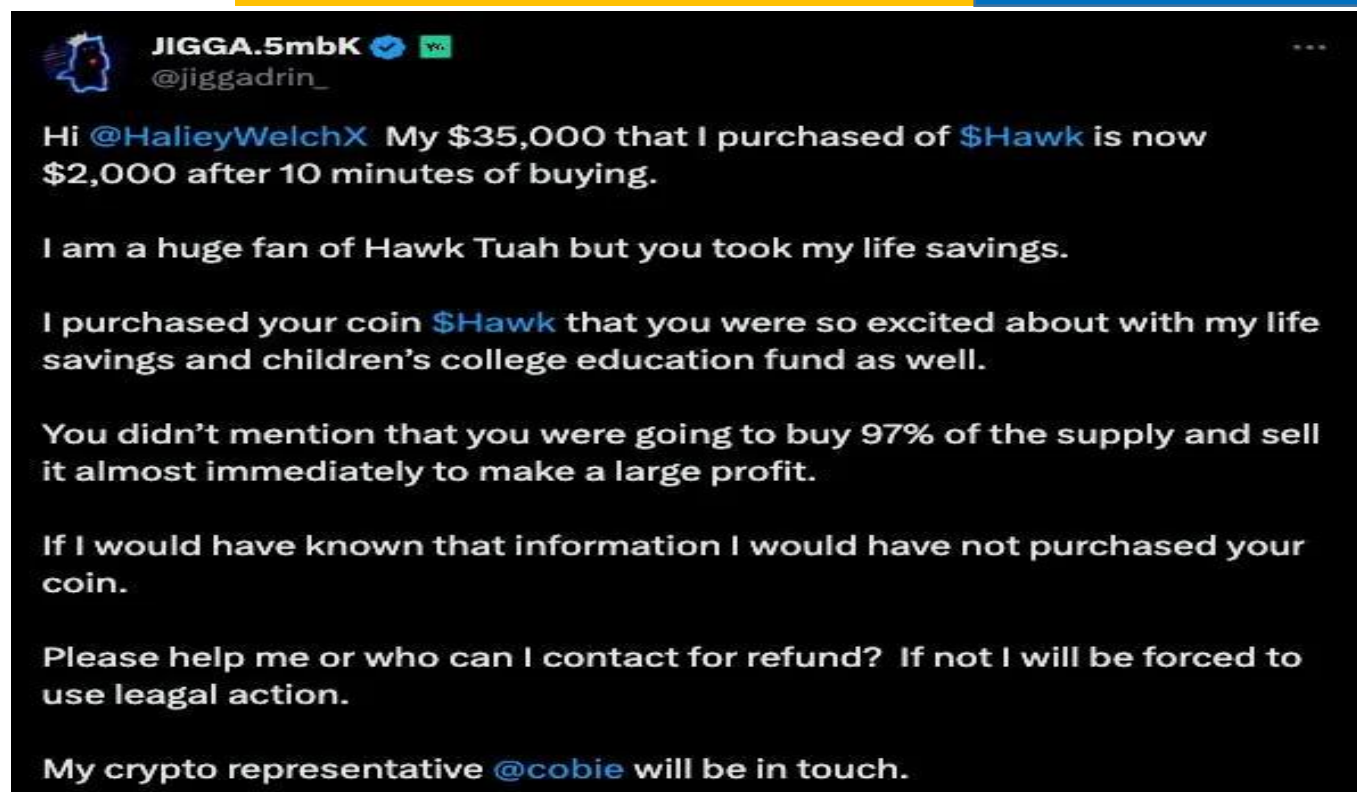 JIGGA.5mbK
@jiggadrin_
Hi @HalieyWelchX My $35,000 that I purchased of $Hawk is now
$2,000 after 10 minutes of buying.
I am a huge fan of Hawk Tuah but you took my life savings.
I purchased your coin $Hawk that you were so excited about with my life
savings and children's college education fund as well.
You didn't mention that you were going to buy 97% of the supply and sell
it almost immediately to make a large profit.
If I would have known that information I would have not purchased your
coin.
Please help me or who can I contact for refund? If not I will be forced to
use leagal action.
My crypto representative @cobie will be in touch.